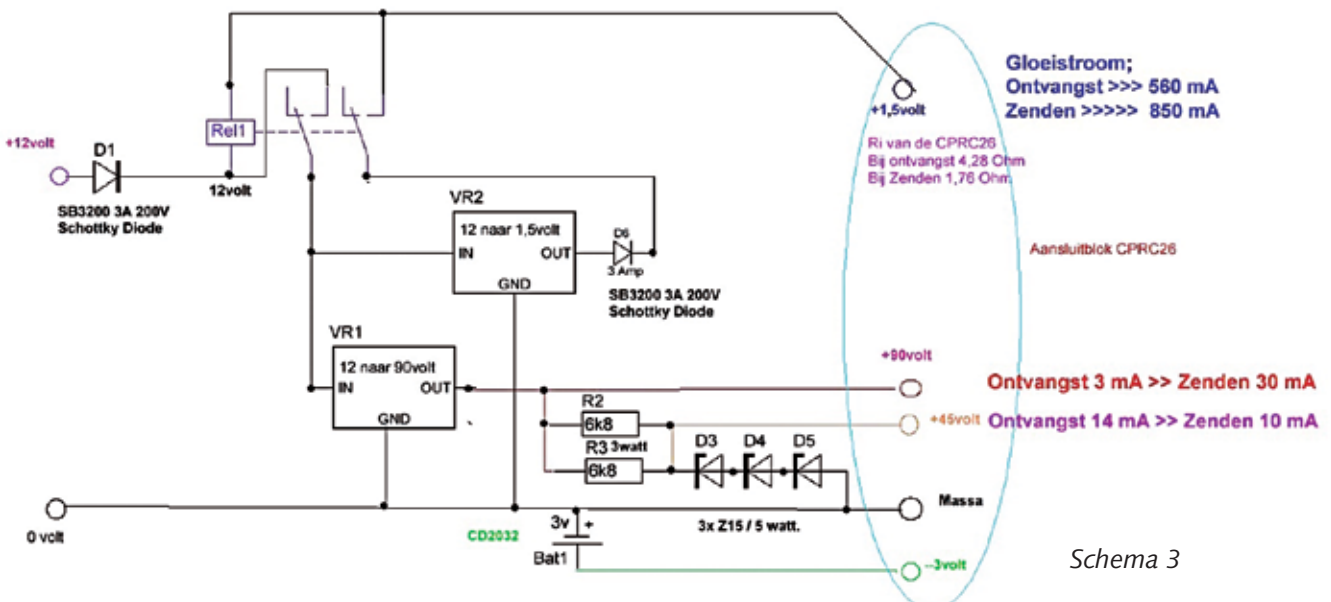 Gloeistroom;
Ontvangst >>> 560 mA
Zenden >>>>> 850 mA
+1,5volt
Ri van de CPRC26
Bij ontvangst 4,28 Ohm
Bij Zenden 1,76 Ohm
Rel1
+12volt
D1
12volt
SB3200 3A 200V
Schottky Diode
VR2
12 naar 1,5volt
IN
OUT
GND
D6
3 Amp
SB3200 3A 200V
Schottky Diode
Aansluitblok CPRC26
VR1
12 naar 90volt
IN
OUT
GND
+90volt
Ontvangst 3 mA >> Zenden 30 mA
R2
6k8
+45volt
Ontvangst 14 mA >> Zenden 10 mA
R3 3watt
6k8
D3
D4
D5
Massa
0 volt
CD2032
3v
+
Bat1
3x Z15 / 5 watt.
--3volt
Schema 3